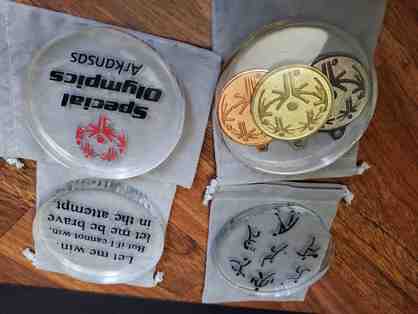 Special
Olympics
Arkansas
Let me win
But if I cannot win,
let me be brave
in the attempt